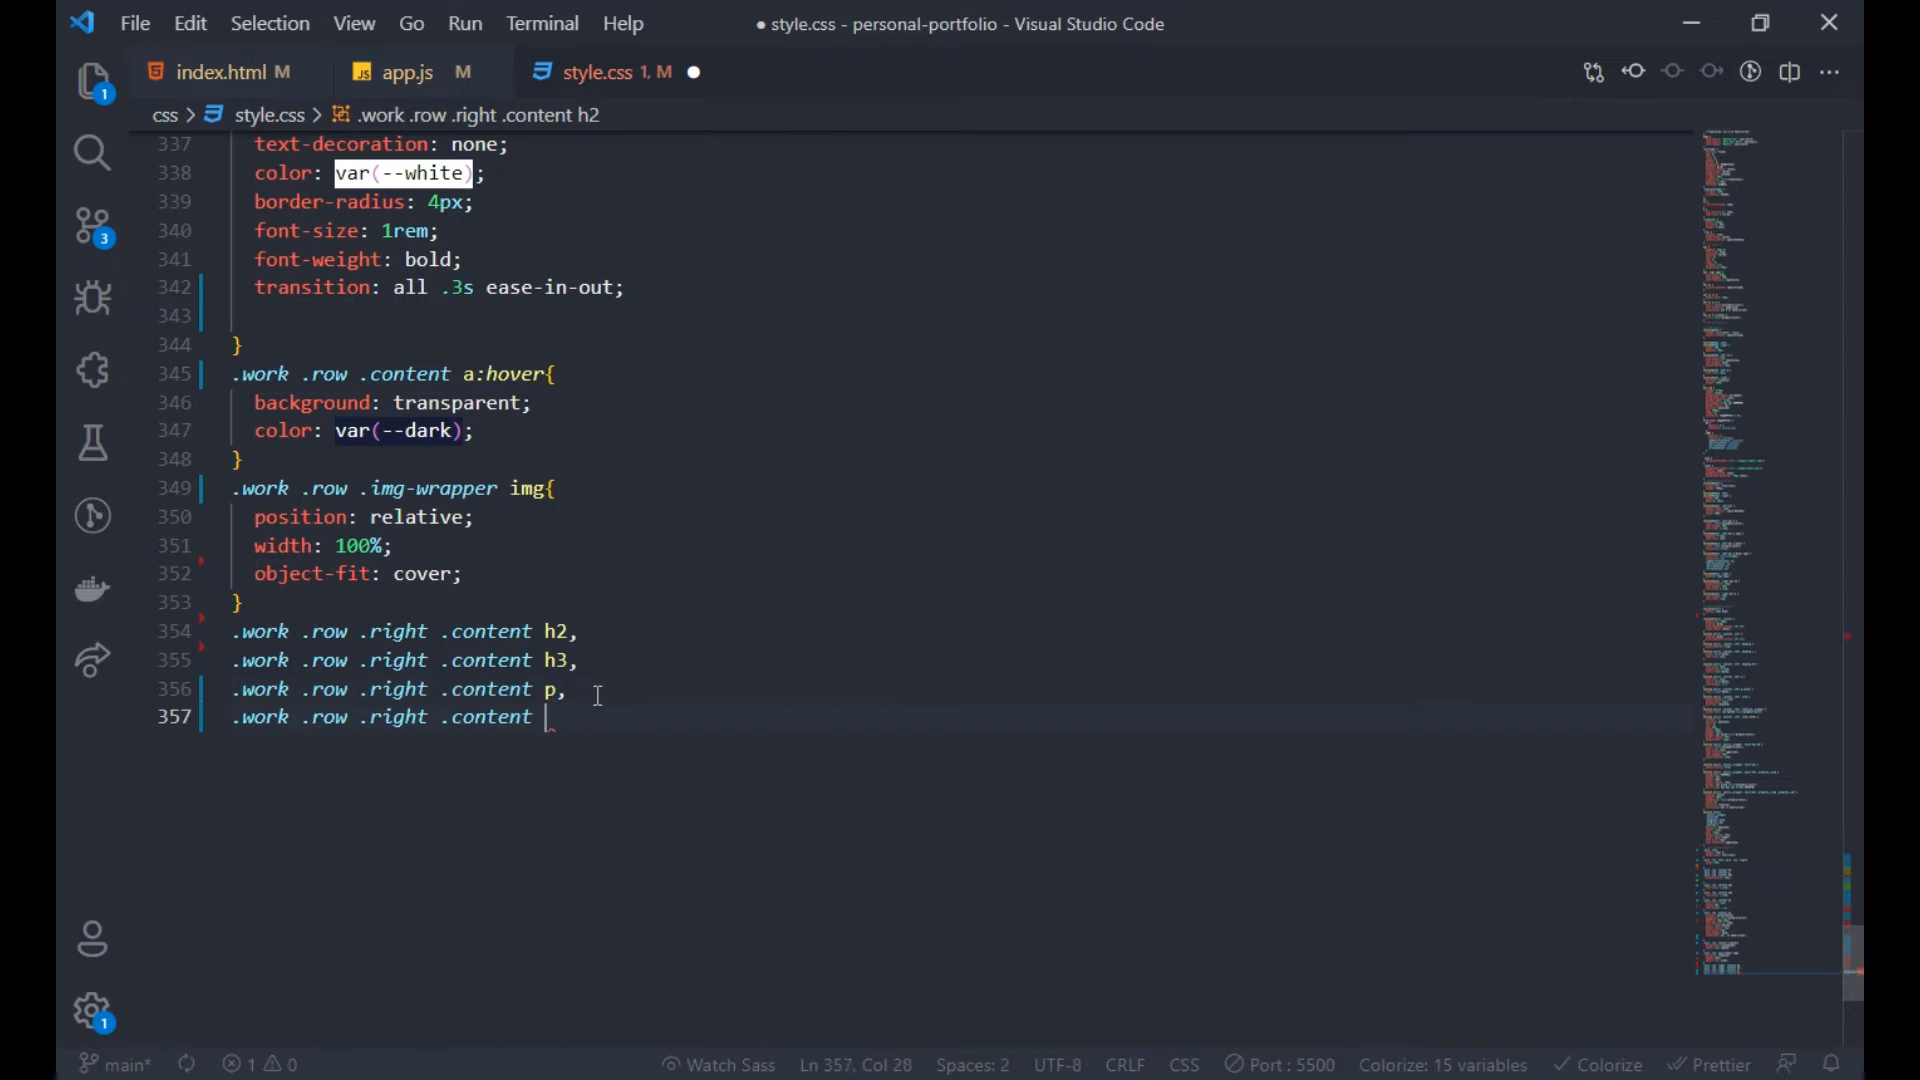 File Edit Selection View Go Run Terminal Help ● style.css - personal-portfolio - Visual Studio Code
index.html M app.js M style.css 1, M
css > style.css > .work .row .right .content h2
337 text-decoration: none;
338 color: var(--white);
339 border-radius: 4px;
340 font-size: 1rem;
341 font-weight: bold;
342 transition: all .3s ease-in-out;
343
344 }
345 .work .row .content a:hover{
346 background: transparent;
347 color: var(--dark);
348 }
349 .work .row .img-wrapper img{
350 position: relative;
351 width: 100%;
352 object-fit: cover;
353 }
354 .work .row .right .content h2,
355 .work .row .right .content h3,
356 .work .row .right .content p,
357 .work .row .right .content
1
3
1
main* 1 0 Watch Sass Ln 357, Col 28 Spaces: 2 UTF-8 CRLF CSS Port : 5500 Colorize: 15 variables Colorize Prettier